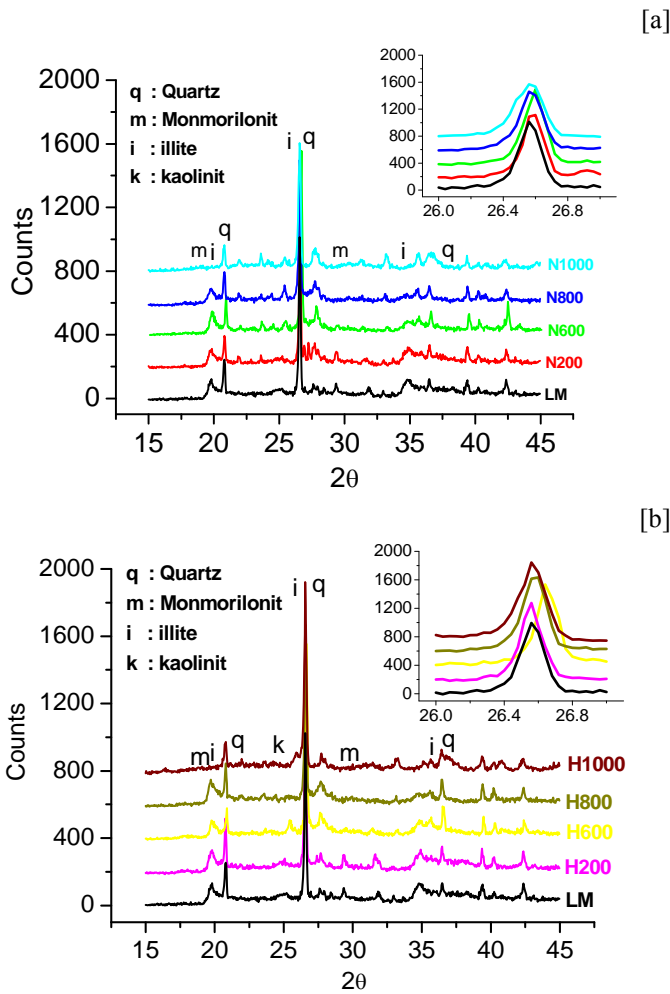 [a]
2000
1600
1200
800
400
0
Counts
q : Quartz
m : Monmorilonit
i : illite
k : kaolinit
i q
q
m i
m
i
q
N1000
N800
N600
N200
LM
15 20 25 30 35 40 45
2θ
2000
1600
1200
800
400
0
26.0 26.4 26.8
[b]
2000
1600
1200
800
400
0
Counts
q : Quartz
m : Monmorilonit
i : illite
k : kaolinit
i q
m i q
k
m
i q
H1000
H800
H600
H200
LM
15 20 25 30 35 40 45
2θ
2000
1600
1200
800
400
0
26.0 26.4 26.8